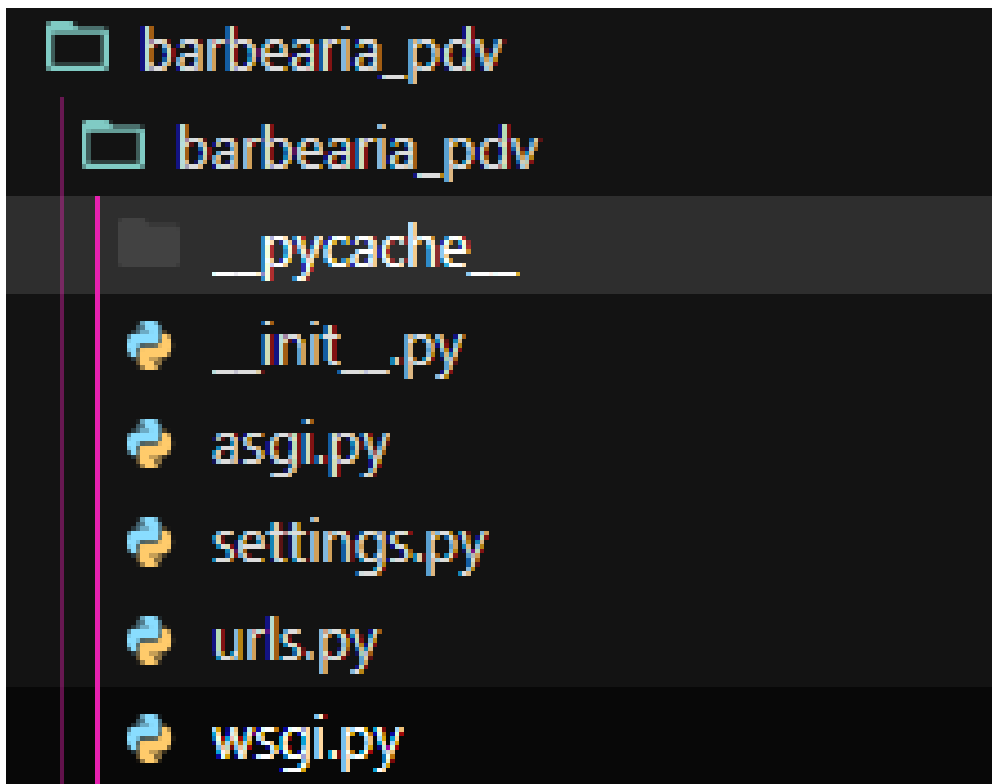 barbearia_pdv
barbearia_pdv
__pycache__
__init__.py
asgi.py
settings.py
urls.py
wsgi.py